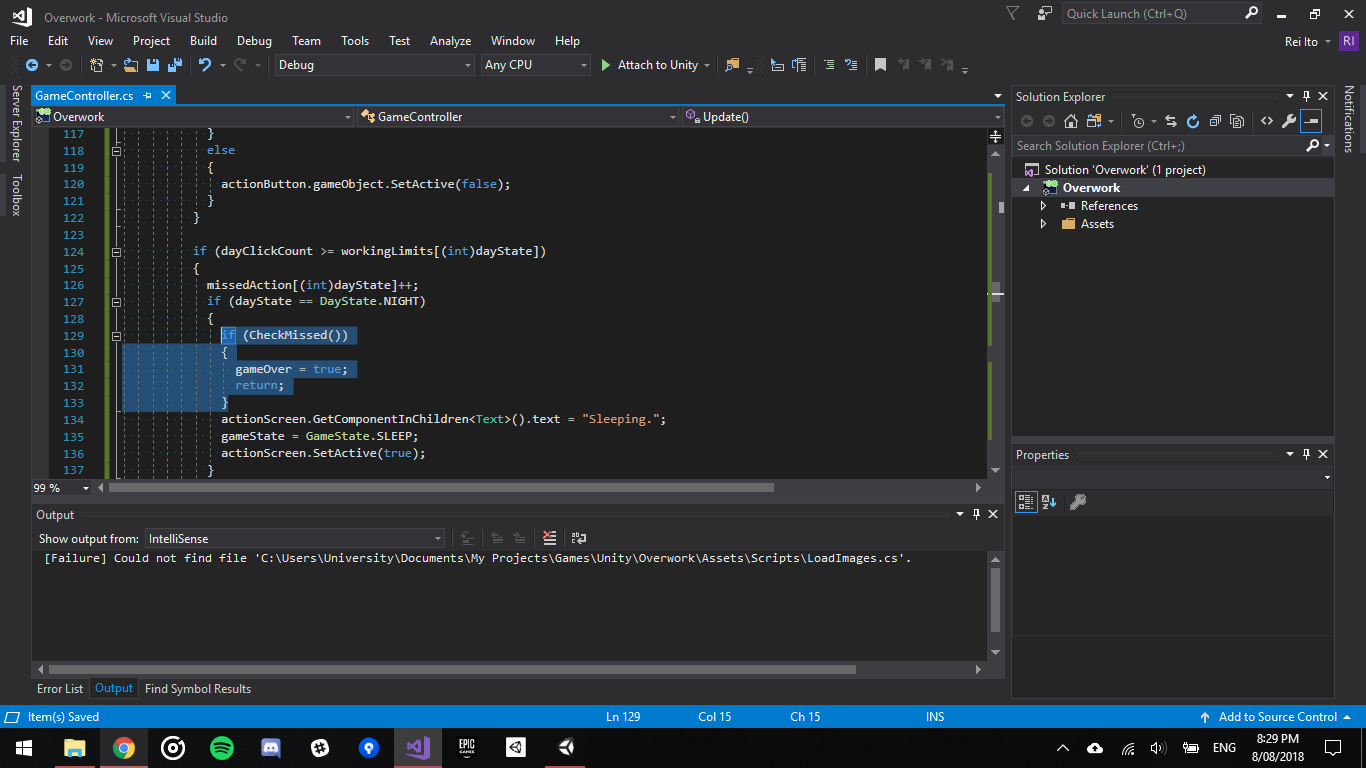 Overwork - Microsoft Visual Studio
Quick Launch (Ctrl+Q)
File Edit View Project Build Debug Team Tools Test Analyze Window Help
Rei Ito RI
Debug Any CPU Attach to Unity
Server Explorer
Toolbox
GameController.cs
Overwork GameController Update()
117 }
118 else
119 {
120 actionButton.gameObject.SetActive(false);
121 }
122 }
123
124 if (dayClickCount >= workingLimits[(int)dayState])
125 {
126 missedAction[(int)dayState]++;
127 if (dayState == DayState.NIGHT)
128 {
129 if (CheckMissed())
130 {
131 gameOver = true;
132 return;
133 }
134 actionScreen.GetComponentInChildren<Text>().text = "Sleeping.";
135 gameState = GameState.SLEEP;
136 actionScreen.SetActive(true);
137 }
99 %
Output
Show output from: IntelliSense
[Failure] Could not find file 'C:\Users\University\Documents\My Projects\Games\Unity\Overwork\Assets\Scripts\LoadImages.cs'.
Error List Output Find Symbol Results
Solution Explorer
Search Solution Explorer (Ctrl+;)
Solution 'Overwork' (1 project)
Overwork
References
Assets
Properties
Notifications
Item(s) Saved Ln 129 Col 15 Ch 15 INS Add to Source Control
EPIC
GAMES
ENG
8:29 PM
8/08/2018